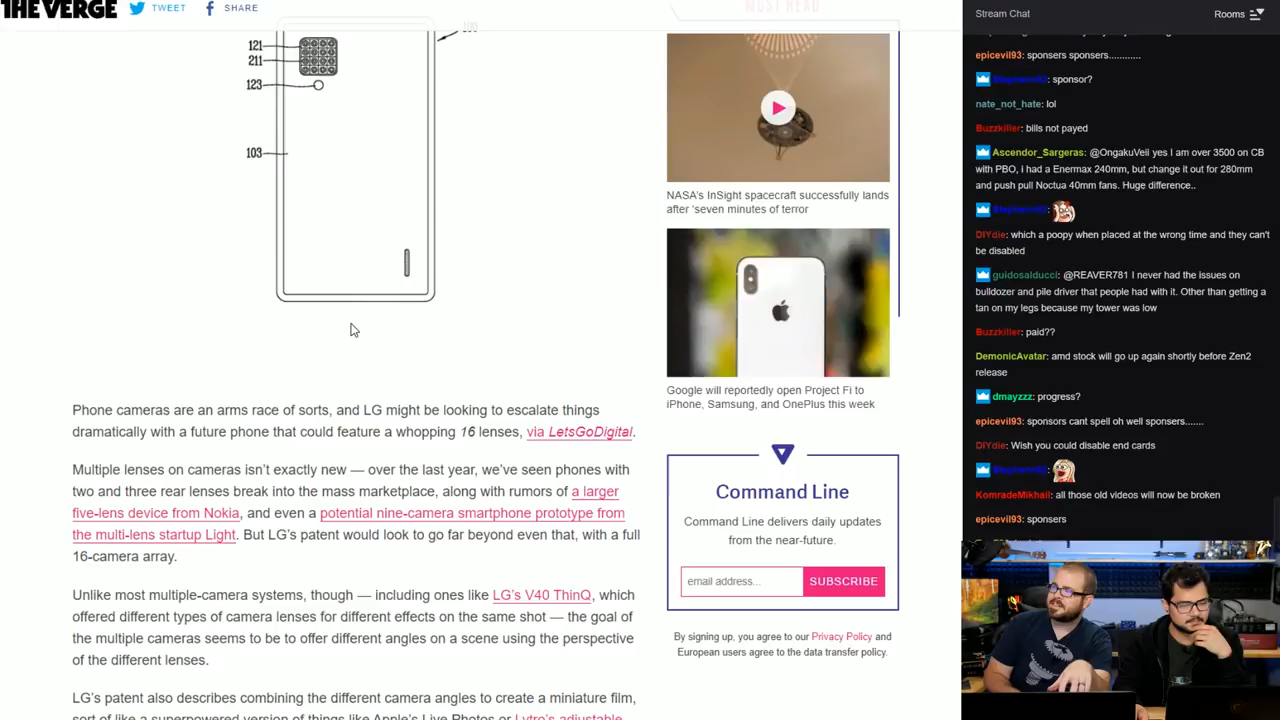 THE VERGE
TWEET
SHARE
121
211
123
103
Phone cameras are an arms race of sorts, and LG might be looking to escalate things
dramatically with a future phone that could feature a whopping 16 lenses, via LetsGoDigital.
Multiple lenses on cameras isn't exactly new — over the last year, we've seen phones with
two and three rear lenses break into the mass marketplace, along with rumors of a larger
five-lens device from Nokia, and even a potential nine-camera smartphone prototype from
the multi-lens startup Light. But LG's patent would look to go far beyond even that, with a full
16-camera array.
Unlike most multiple-camera systems, though — including ones like LG's V40 ThinQ, which
offered different types of camera lenses for different effects on the same shot — the goal of
the multiple cameras seems to be to offer different angles on a scene using the perspective
of the different lenses.
LG's patent also describes combining the different camera angles to create a miniature film,
sort of like a superpowered version of things like Apple's Live Photos or Lytro's adjustable
MOST READ
NASA's InSight spacecraft successfully lands
after 'seven minutes of terror
Google will reportedly open Project Fi to
iPhone, Samsung, and OnePlus this week
Command Line
Command Line delivers daily updates
from the near-future.
email address...
SUBSCRIBE
By signing up, you agree to our Privacy Policy and
European users agree to the data transfer policy.
Stream Chat
Rooms
epicevil93: sponsers sponsers...........
: sponsor?
nate_not_hate: lol
Buzzkiller: bills not payed
Ascendor_Sargeras: @OngakuVeii yes I am over 3500 on CB
with PBO, i had a Enermax 240mm, but change it out for 280mm
and push pull Noctua 40mm fans. Huge difference..
DIYdie: which a poopy when placed at the wrong time and they can't
be disabled
guidosalducci: @REAVER781 I never had the issues on
bulldozer and pile driver that people had with it. Other than getting a
tan on my legs because my tower was low
Buzzkiller: paid??
DemonicAvatar: amd stock will go up again shortly before Zen2
release
dmayzzz: progress?
epicevil93: sponsors cant spell oh well sponsers.......
DIYdie: Wish you could disable end cards
KomradeMikhail: all those old videos will now be broken
epicevil93: sponsers